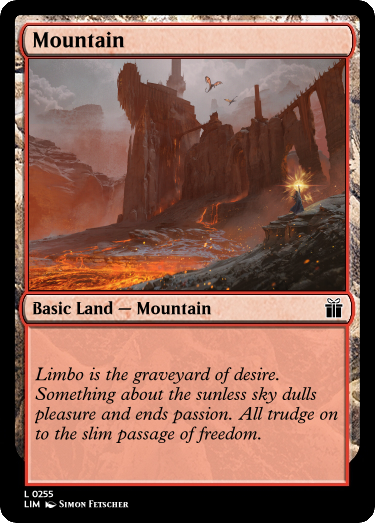 Mountain
Basic Land — Mountain
Limbo is the graveyard of desire.
Something about the sunless sky dulls
pleasure and ends passion. All trudge on
to the slim passage of freedom.
L 0255
LIM Simon Fetscher